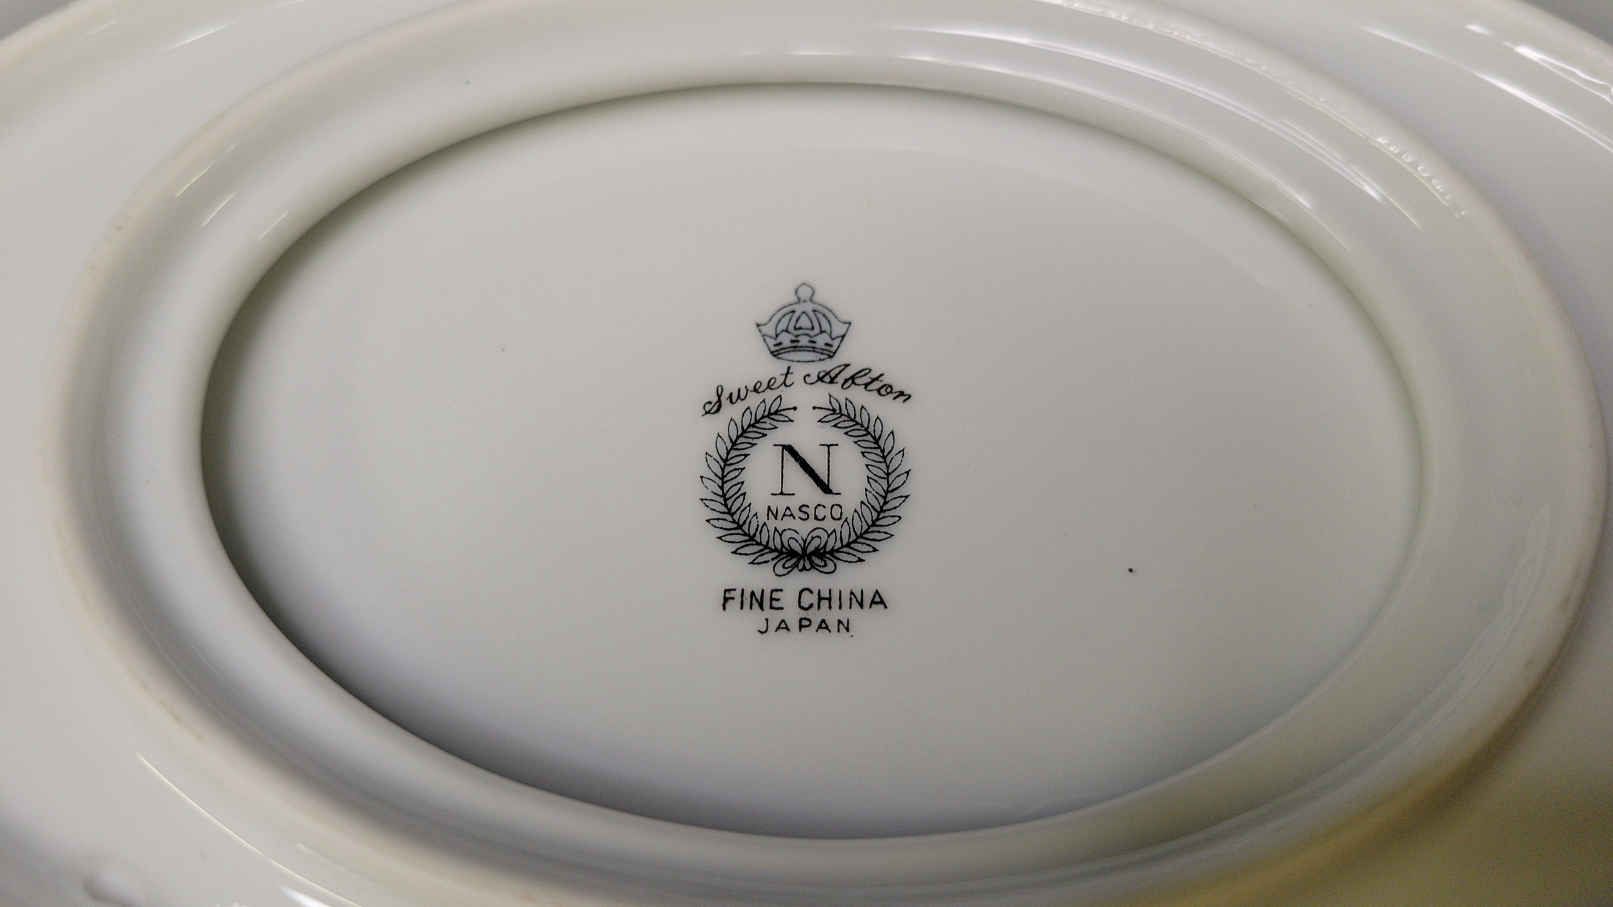 Sweet Afton
N
NASCO
FINE CHINA
JAPAN